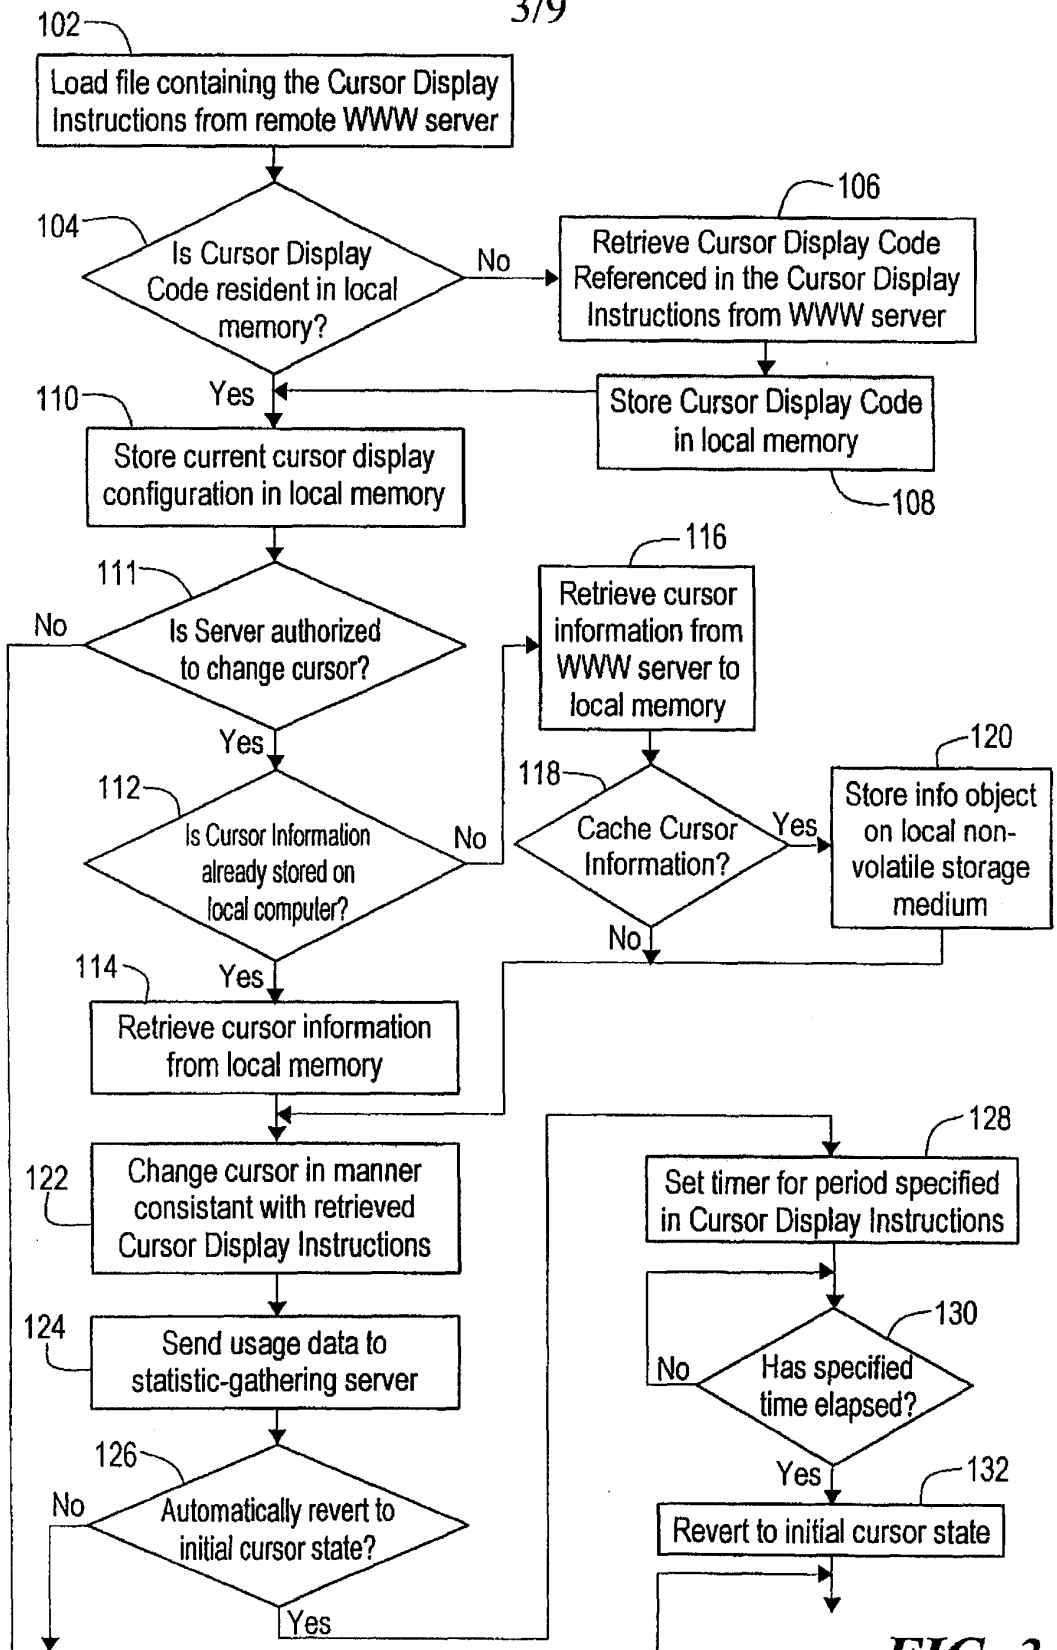 3/9
102
Load file containing the Cursor Display
Instructions from remote WWW server
104
Is Cursor Display
Code resident in local
memory?
No
106
Retrieve Cursor Display Code
Referenced in the Cursor Display
Instructions from WWW server
Yes
Store Cursor Display Code
in local memory
108
110
Store current cursor display
configuration in local memory
111
No
Is Server authorized
to change cursor?
Yes
116
Retrieve cursor
information from
WWW server to
local memory
112
Is Cursor Information
already stored on
local computer?
No
118
Cache Cursor
Information?
Yes
No
120
Store info object
on local non-
volatile storage
medium
Yes
114
Retrieve cursor information
from local memory
122
Change cursor in manner
consistant with retrieved
Cursor Display Instructions
124
Send usage data to
statistic-gathering server
126
No
Automatically revert to
initial cursor state?
Yes
128
Set timer for period specified
in Cursor Display Instructions
130
Has specified
time elapsed?
No
Yes
132
Revert to initial cursor state
FIG. 3